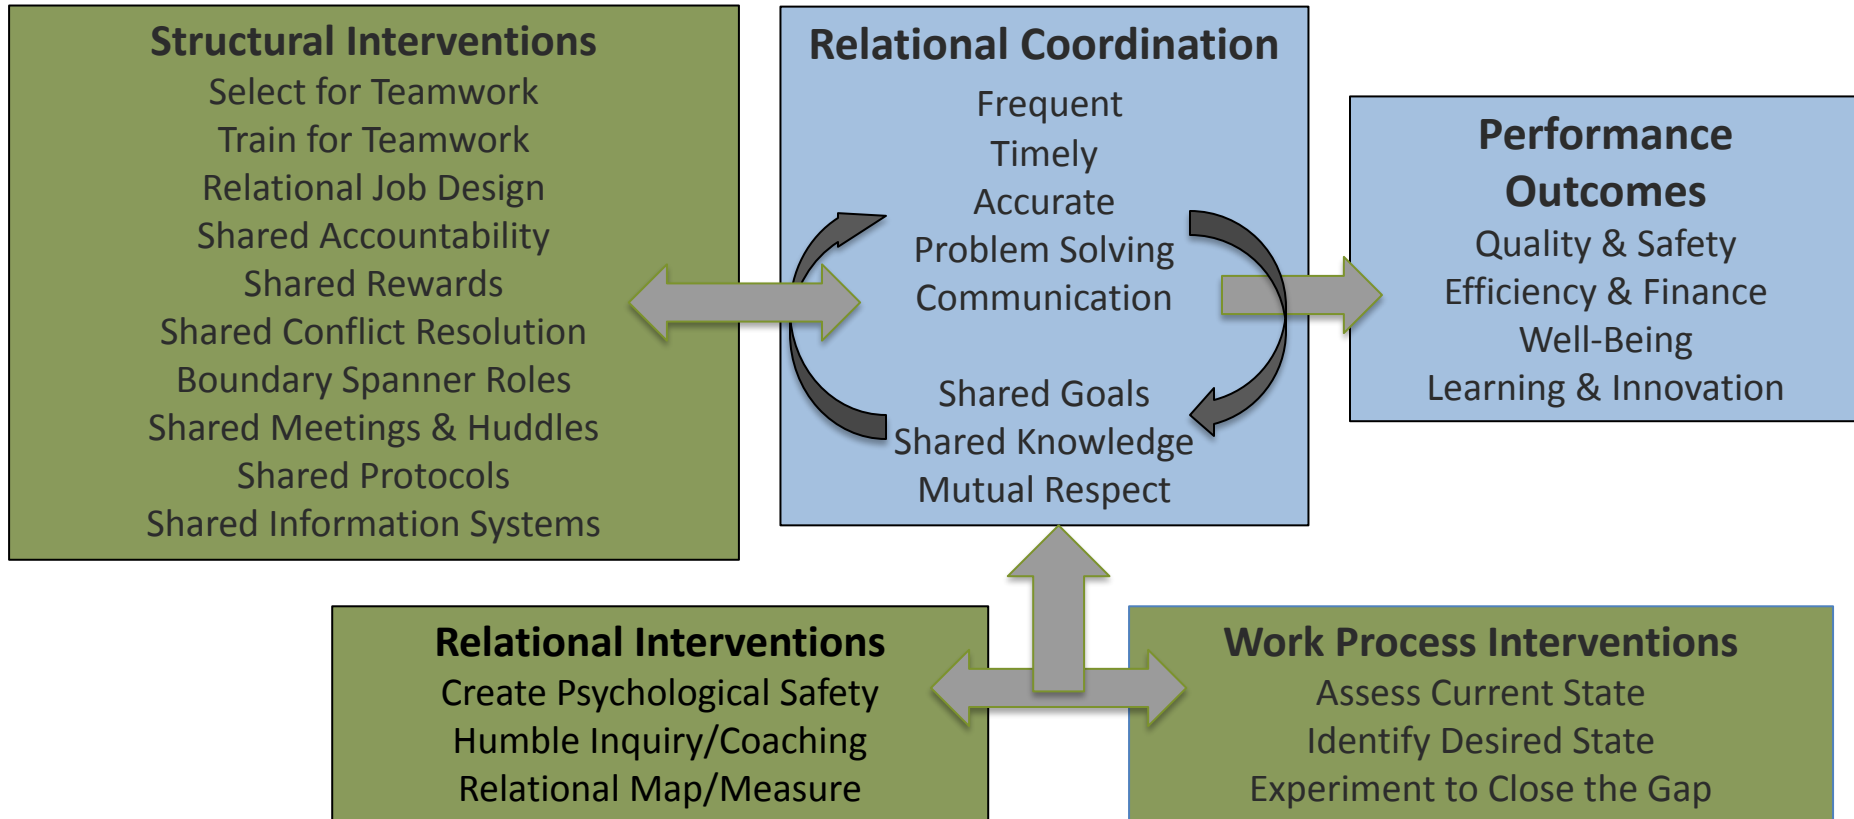 Structural Interventions
Select for Teamwork
Train for Teamwork
Relational Job Design
Shared Accountability
Shared Rewards
Shared Conflict Resolution
Boundary Spanner Roles
Shared Meetings & Huddles
Shared Protocols
Shared Information Systems
Relational Coordination
Frequent
Timely
Accurate
Problem Solving
Communication
Shared Goals
Shared Knowledge
Mutual Respect
Performance
Outcomes
Quality & Safety
Efficiency & Finance
Well-Being
Learning & Innovation
Relational Interventions
Create Psychological Safety
Humble Inquiry/Coaching
Relational Map/Measure
Work Process Interventions
Assess Current State
Identify Desired State
Experiment to Close the Gap